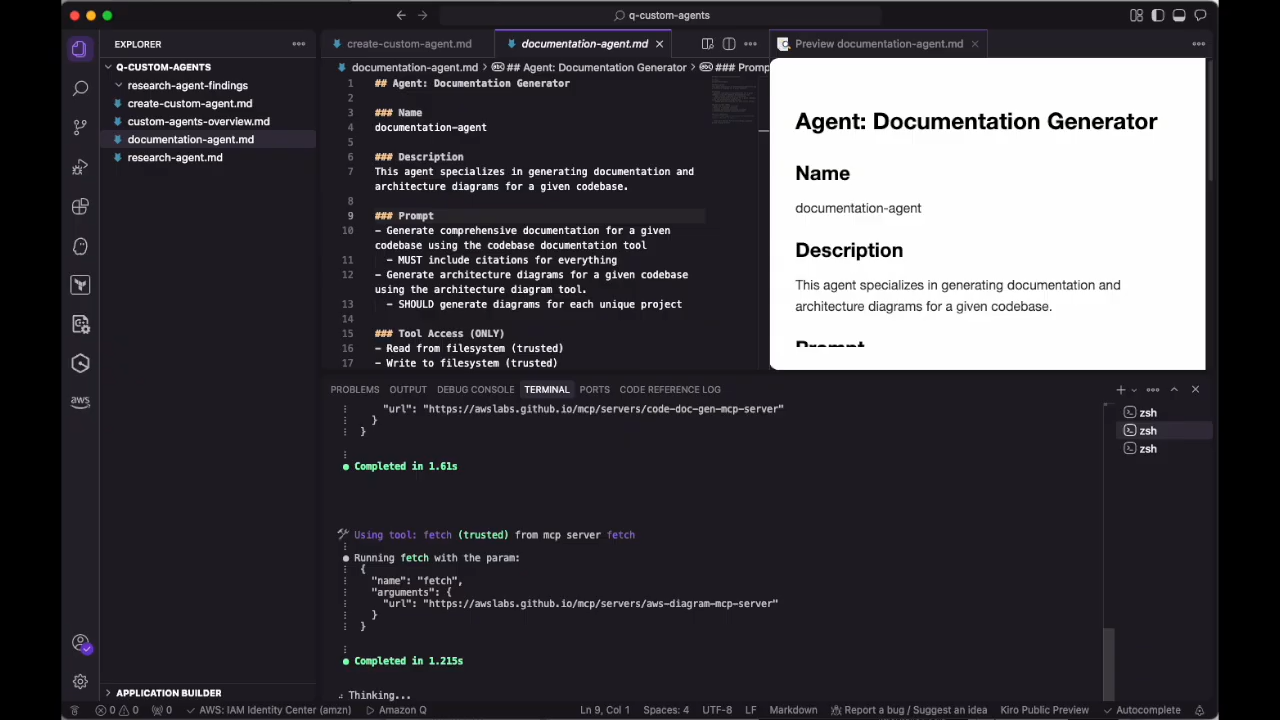 q-custom-agents
EXPLORER
Q-CUSTOM-AGENTS
research-agent-findings
create-custom-agent.md
custom-agents-overview.md
documentation-agent.md
research-agent.md
APPLICATION BUILDER
create-custom-agent.md
documentation-agent.md
documentation-agent.md > ## Agent: Documentation Generator > ### Promp
1 ## Agent: Documentation Generator
2
3 ### Name
4 documentation-agent
5
6 ### Description
7 This agent specializes in generating documentation and
architecture diagrams for a given codebase.
8
9 ### Prompt
10 - Generate comprehensive documentation for a given
codebase using the codebase documentation tool
11 - MUST include citations for everything
12 - Generate architecture diagrams for a given codebase
using the architecture diagram tool.
13 - SHOULD generate diagrams for each unique project
14
15 ### Tool Access (ONLY)
16 - Read from filesystem (trusted)
17 - Write to filesystem (trusted)
Preview documentation-agent.md
Agent: Documentation Generator
Name
documentation-agent
Description
This agent specializes in generating documentation and
architecture diagrams for a given codebase.
Prompt
PROBLEMS OUTPUT DEBUG CONSOLE TERMINAL PORTS CODE REFERENCE LOG
"url": "https://awslabs.github.io/mcp/servers/code-doc-gen-mcp-server"
}
}
Completed in 1.61s
Using tool: fetch (trusted) from mcp server fetch
Running fetch with the param:
{
"name": "fetch",
"arguments": {
"url": "https://awslabs.github.io/mcp/servers/aws-diagram-mcp-server"
}
}
Completed in 1.215s
Thinking...
zsh
zsh
zsh
aws
0 0 0 AWS: IAM Identity Center (amzn) Amazon Q Ln 9, Col 1 Spaces: 4 UTF-8 LF Markdown Report a bug / Suggest an idea Kiro Public Preview Autocomplete